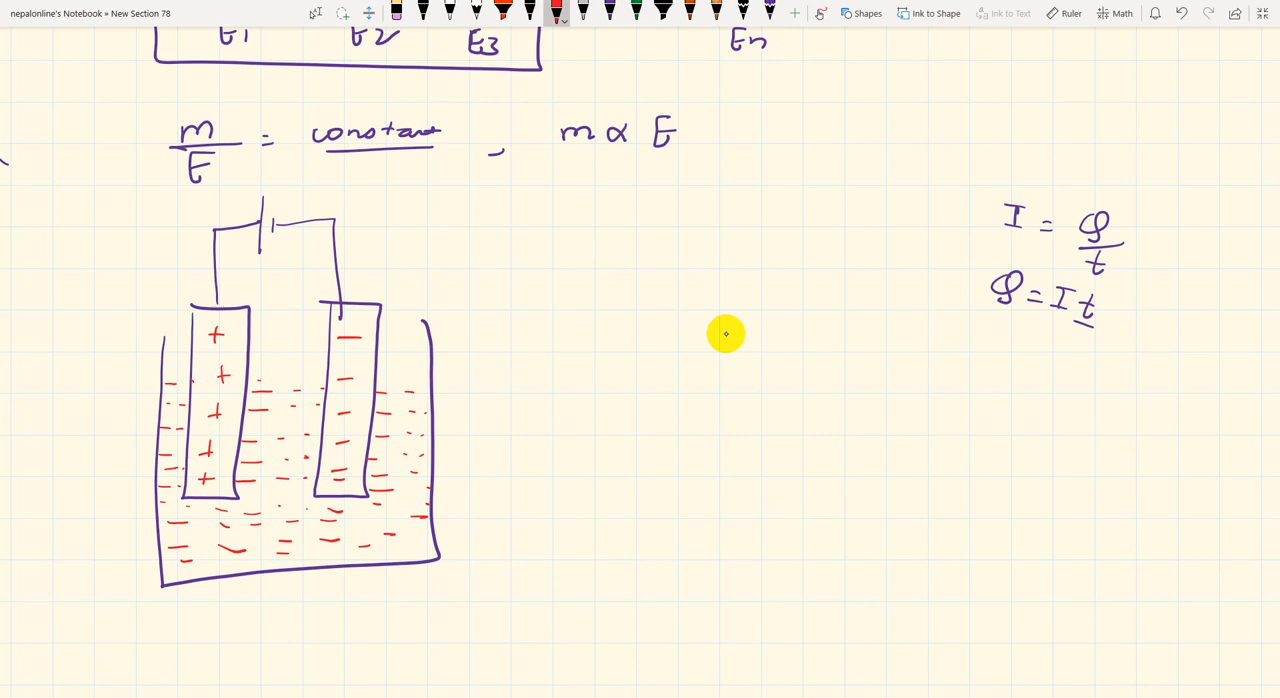 nepalonline's Notebook » New Section 78
Shapes Ink to Shape Ink to Text Ruler Math
E1 E2 E3 En
m/E = constant , m ∝ E
I = Q/t
Q = It
+ −
+ −
+ −
+ −
+ −